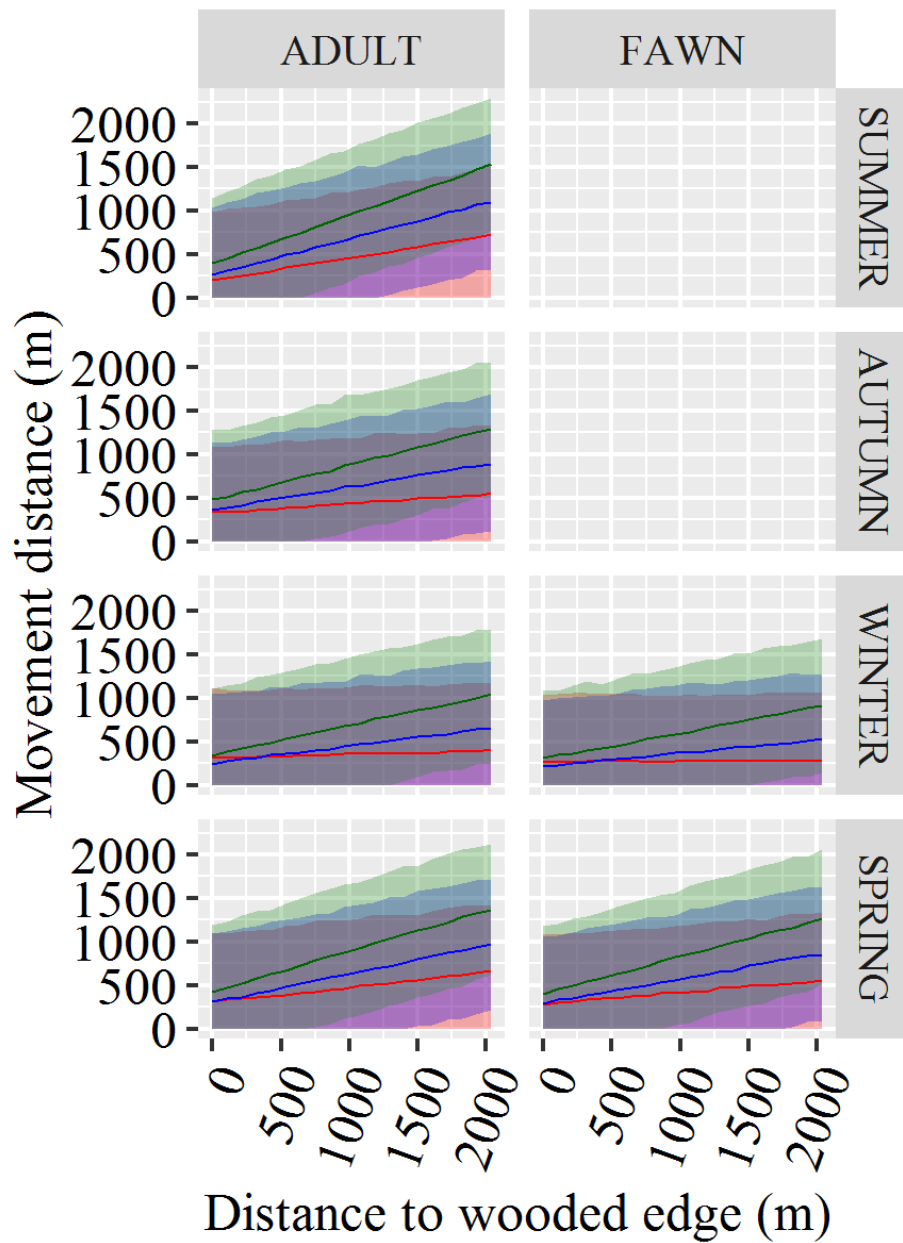 ADULT FAWN
SUMMER
2000
1500
1000
500
0
AUTUMN
2000
1500
1000
500
0
WINTER
2000
1500
1000
500
0
SPRING
2000
1500
1000
500
0
Movement distance (m)
0 500 1000 1500 2000 0 500 1000 1500 2000
Distance to wooded edge (m)